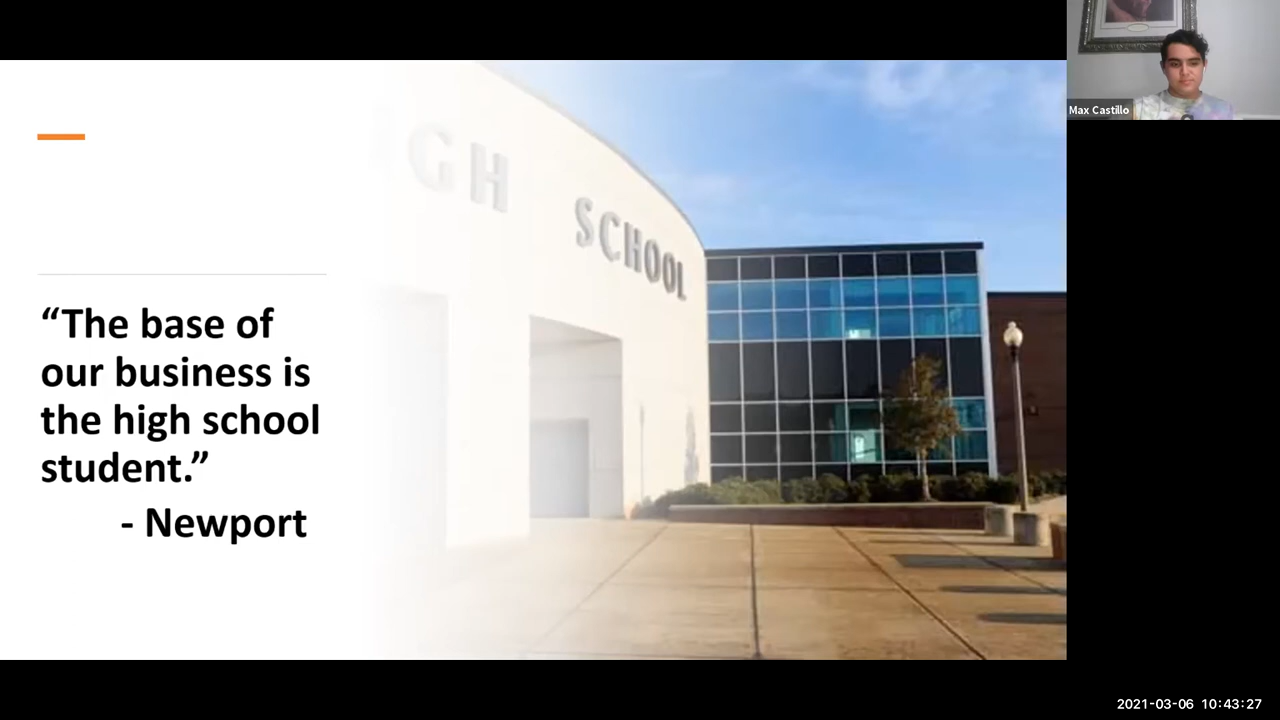 GH SCHOOL
“The base of
our business is
the high school
student.”
- Newport
Max Castillo
2021-03-06 10:43:27